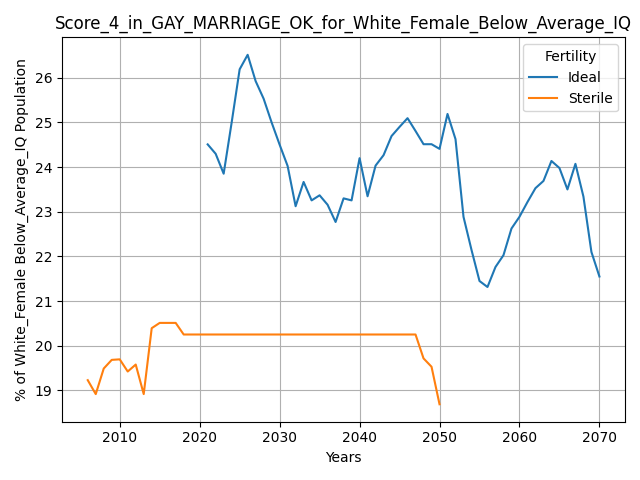 Score_4_in_GAY_MARRIAGE_OK_for_White_Female_Below_Average_IQ
% of White_Female Below_Average_IQ Population
26
25
24
23
22
21
20
19
Fertility
Ideal
Sterile
2010 2020 2030 2040 2050 2060 2070
Years